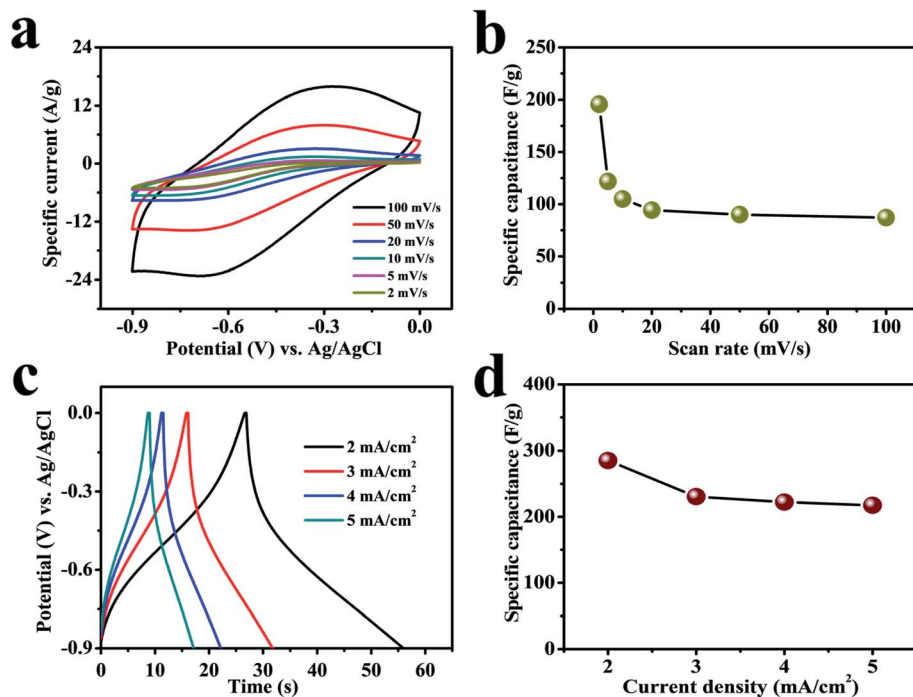 a
24
12
0
-12
-24
Specific current (A/g)
100 mV/s
50 mV/s
20 mV/s
10 mV/s
5 mV/s
2 mV/s
-0.9 -0.6 -0.3 0.0
Potential (V) vs. Ag/AgCl
b
250
200
150
100
50
0
Specific capacitance (F/g)
0 20 40 60 80 100
Scan rate (mV/s)
c
0.0
-0.3
-0.6
-0.9
Potential (V) vs. Ag/AgCl
2 mA/cm²
3 mA/cm²
4 mA/cm²
5 mA/cm²
0 10 20 30 40 50 60
Time (s)
d
400
300
200
100
0
Specific capacitance (F/g)
2 3 4 5
Current density (mA/cm²)